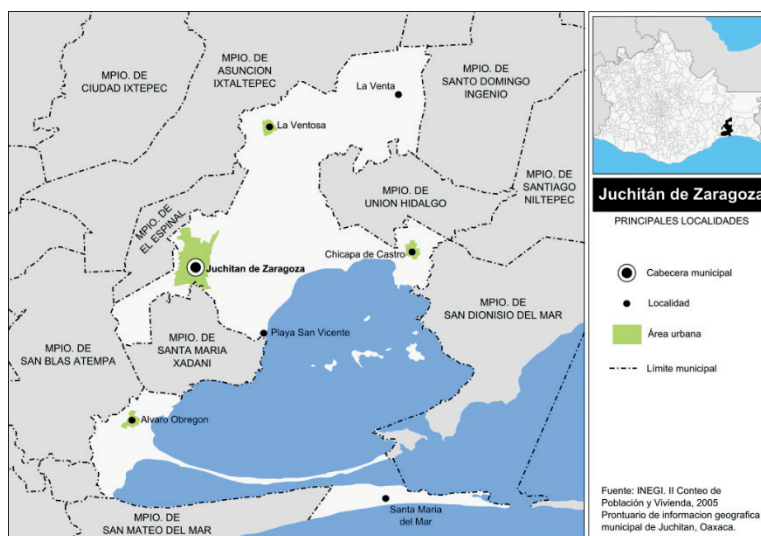 MPIO. DE
CIUDAD IXTEPEC
MPIO. DE
ASUNCION
IXTALTEPEC
La Venta
MPIO. DE
SANTO DOMINGO
INGENIO
La Ventosa
MPIO. DE
EL ESPINAL
MPIO. DE
UNION HIDALGO
MPIO. DE
SANTIAGO
NILTEPEC
Juchitan de Zaragoza
Chicapa de Castro
MPIO. DE
SAN DIONISIO DEL MAR
MPIO. DE
SAN BLAS ATEMPA
MPIO. DE
SANTA MARIA
XADANI
Playa San Vicente
Alvaro Obregon
MPIO. DE
SAN MATEO DEL MAR
Santa Maria
del Mar
Juchitán de Zaragoza
PRINCIPALES LOCALIDADES
Cabecera municipal
Localidad
Área urbana
Límite municipal
Fuente: INEGI. II Conteo de
Población y Vivienda, 2005
Prontuario de informacion geografica
municipal de Juchitan, Oaxaca.